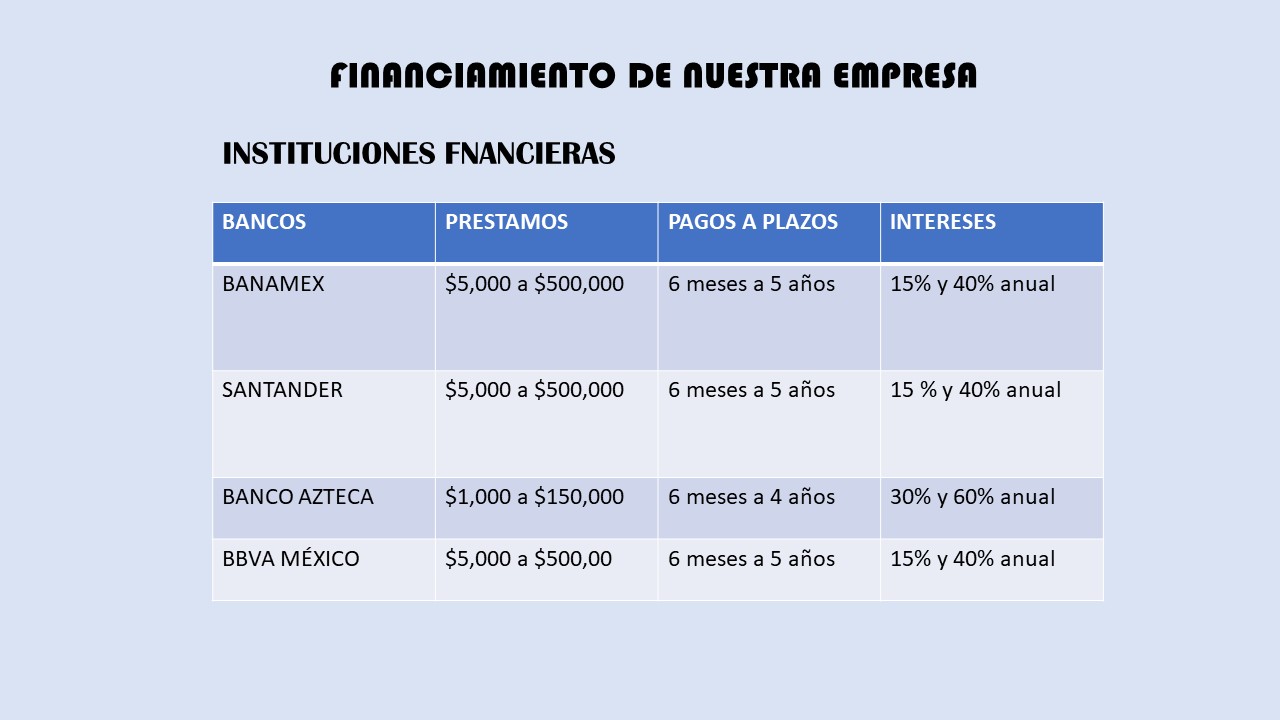 FINANCIAMIENTO DE NUESTRA EMPRESA
INSTITUCIONES FNANCIERAS
BANCOS PRESTAMOS PAGOS A PLAZOS INTERESES
BANAMEX $5,000 a $500,000 6 meses a 5 años 15% y 40% anual
SANTANDER $5,000 a $500,000 6 meses a 5 años 15 % y 40% anual
BANCO AZTECA $1,000 a $150,000 6 meses a 4 años 30% y 60% anual
BBVA MÉXICO $5,000 a $500,00 6 meses a 5 años 15% y 40% anual